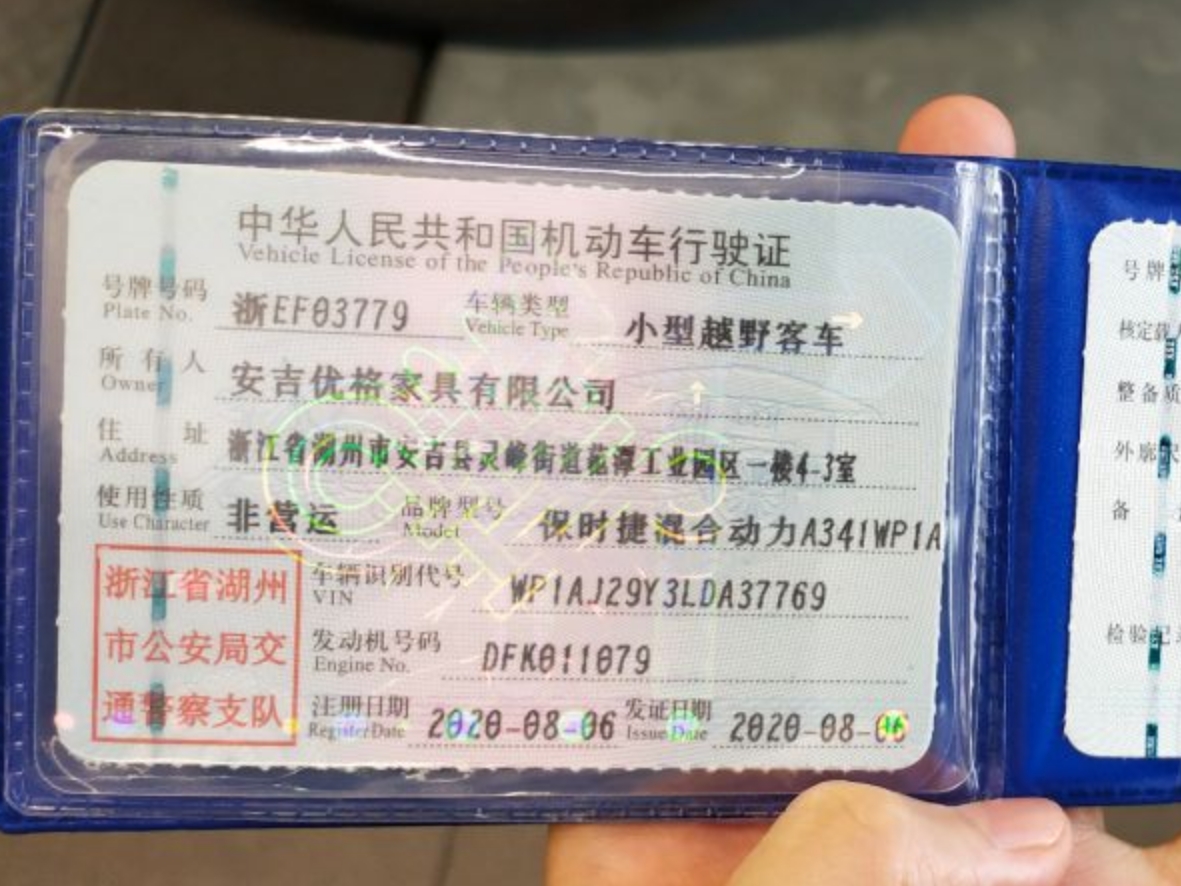 中华人民共和国机动车行驶证
Vehicle License of the People's Republic of China
号牌号码 浙EF03779 车辆类型 小型越野客车
Plate No. Vehicle Type
所有人 安吉优格家具有限公司
Owner
住址 浙江省湖州市安吉县灵峰街道菰潭工业园区一楼4-3室
Address
使用性质 非营运 品牌型号 保时捷混合动力A341WP1A
Use Character Model
浙江省湖州
市公安局交
通警察支队
车辆识别代号 WP1AJ29Y3LDA37769
VIN
发动机号码 DFK011079
Engine No.
注册日期 2020-08-06 发证日期 2020-08-06
Register Date Issue Date
号牌
核定载
整备质
外廓
备
检验记